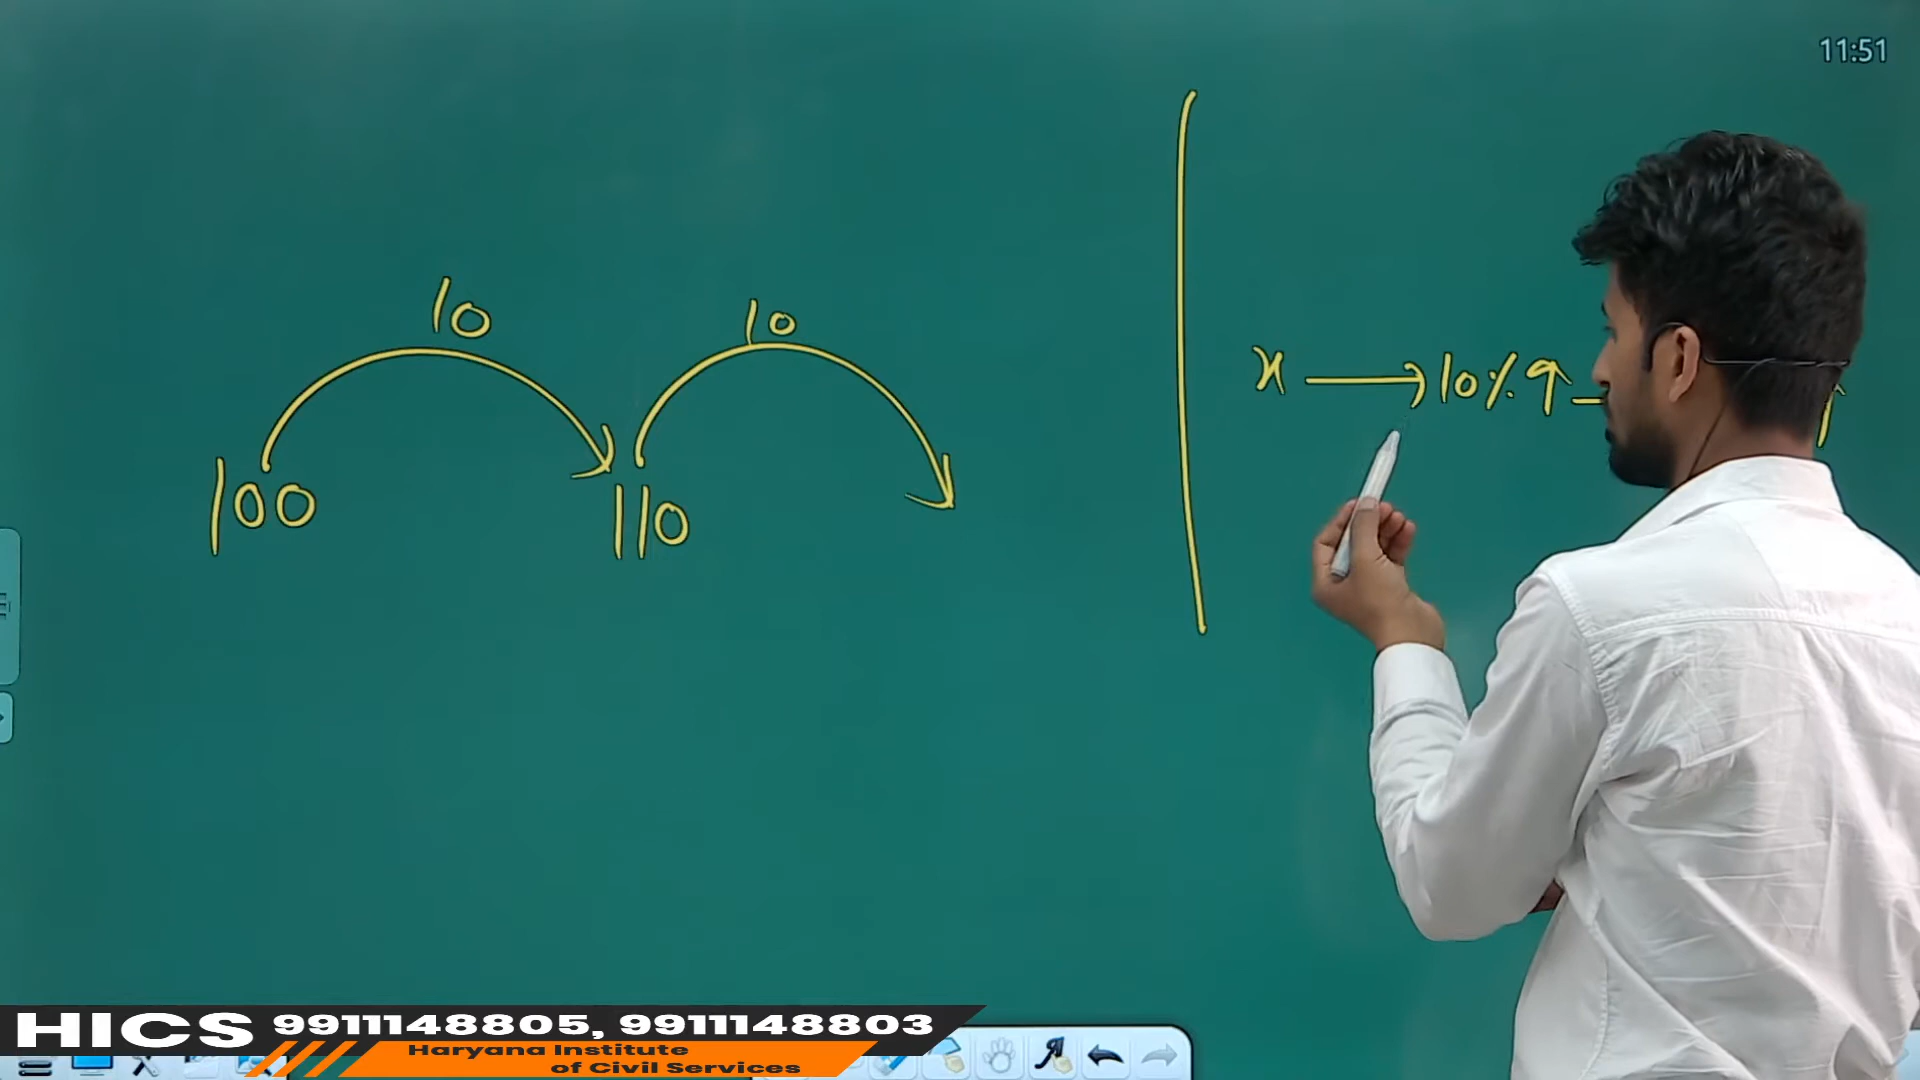 11:51
10 10
100 110
x → 10% ↑
HICS 9911148805, 9911148803
Haryana Institute
of Civil Services